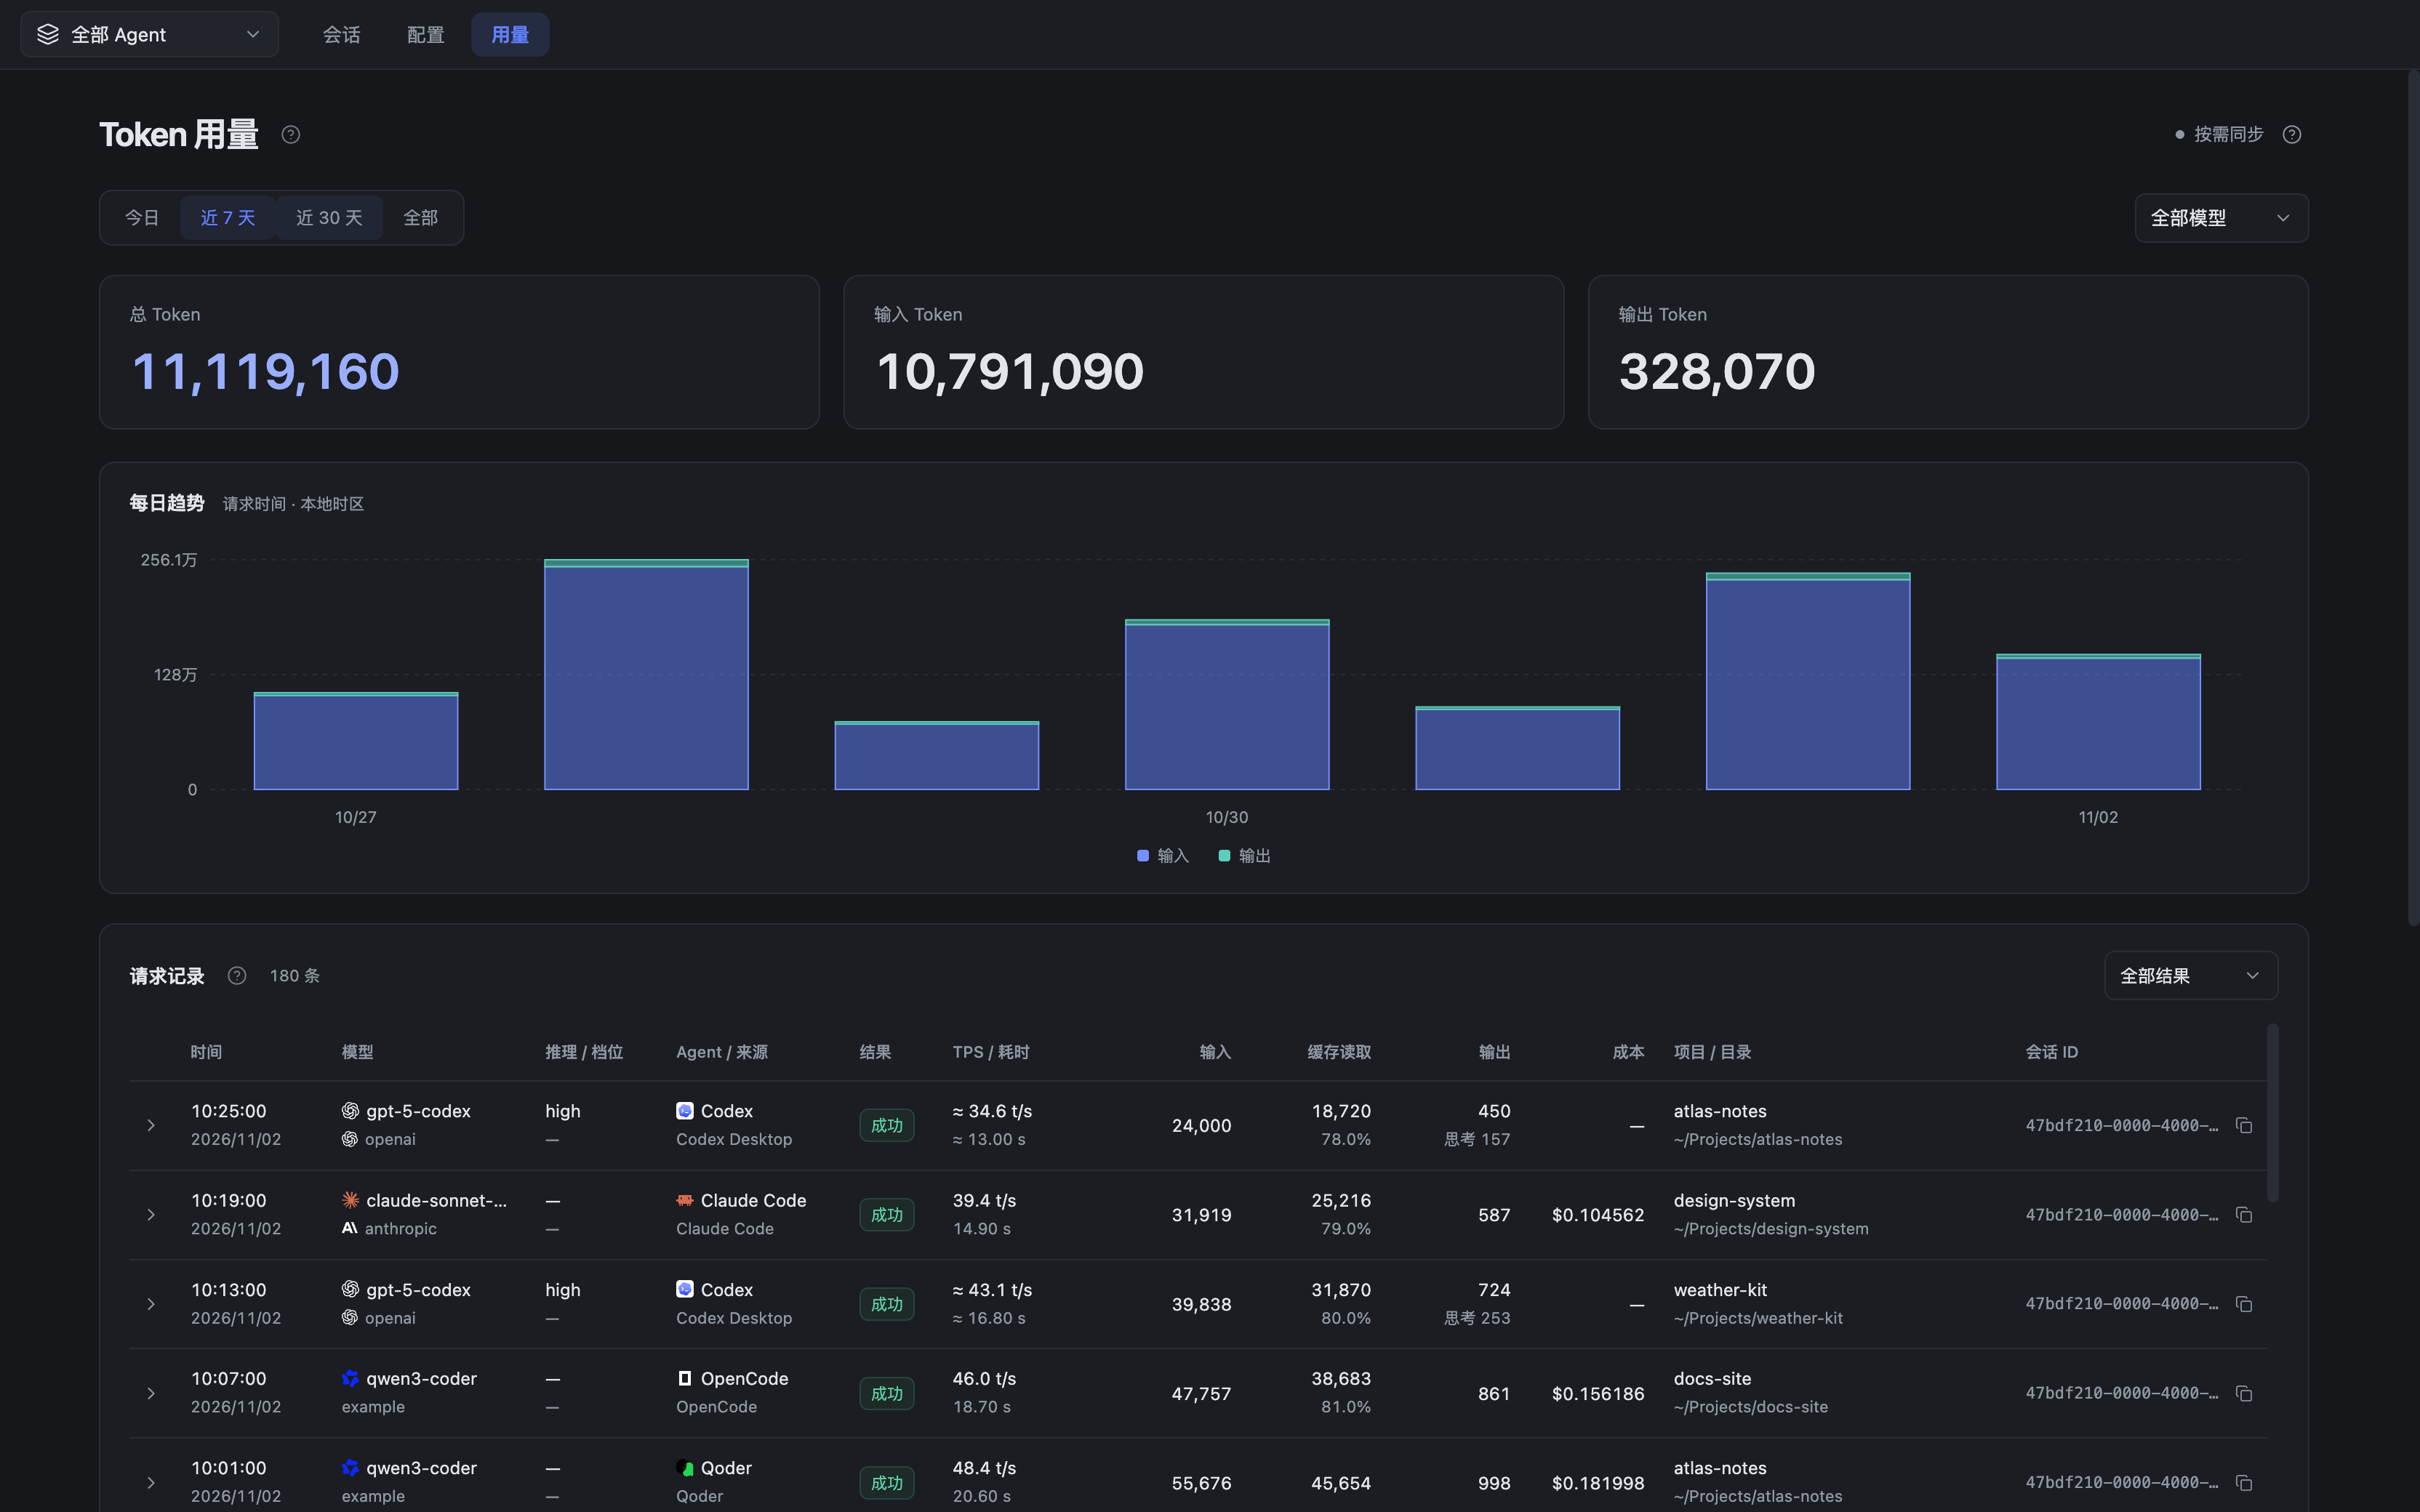 全部 Agent 会话 配置 用量
Token 用量
按需同步
今日 近 7 天 近 30 天 全部
全部模型
总 Token
11,119,160
输入 Token
10,791,090
输出 Token
328,070
每日趋势 请求时间 · 本地时区
256.1万
128万
0
10/27 10/30 11/02
输入 输出
请求记录 180 条
全部结果
时间 模型 推理 / 档位 Agent / 来源 结果 TPS / 耗时 输入 缓存读取 输出 成本 项目 / 目录 会话 ID
10:25:00 gpt-5-codex high Codex 成功 ≈ 34.6 t/s 24,000 18,720 450 — atlas-notes 47bdf210-0000-4000-…
2026/11/02 openai — Codex Desktop ≈ 13.00 s 78.0% 思考 157 ~/Projects/atlas-notes
10:19:00 claude-sonnet-... — Claude Code 成功 39.4 t/s 31,919 25,216 587 $0.104562 design-system 47bdf210-0000-4000-…
2026/11/02 anthropic — Claude Code 14.90 s 79.0% ~/Projects/design-system
10:13:00 gpt-5-codex high Codex 成功 ≈ 43.1 t/s 39,838 31,870 724 — weather-kit 47bdf210-0000-4000-…
2026/11/02 openai — Codex Desktop ≈ 16.80 s 80.0% 思考 253 ~/Projects/weather-kit
10:07:00 qwen3-coder — OpenCode 成功 46.0 t/s 47,757 38,683 861 $0.156186 docs-site 47bdf210-0000-4000-…
2026/11/02 example — OpenCode 18.70 s 81.0% ~/Projects/docs-site
10:01:00 qwen3-coder — Qoder 成功 48.4 t/s 55,676 45,654 998 $0.181998 atlas-notes 47bdf210-0000-4000-…
2026/11/02 example — Qoder 20.60 s ~/Projects/atlas-notes